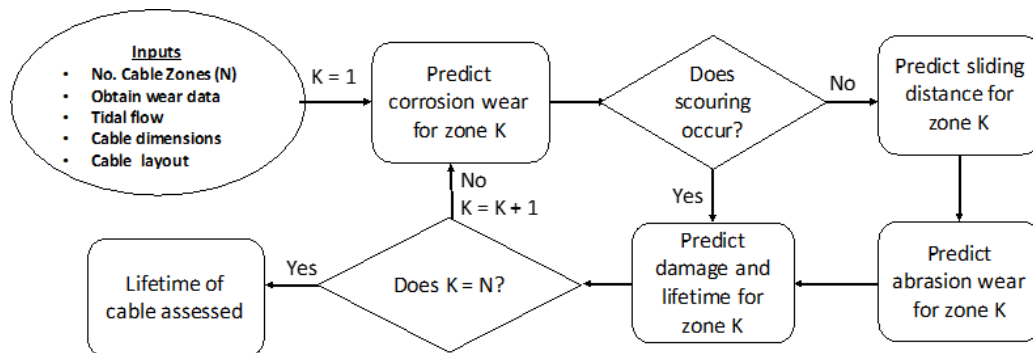 Inputs
• No. Cable Zones (N)
• Obtain wear data
• Tidal flow
• Cable dimensions
• Cable layout
K = 1
Predict
corrosion wear
for zone K
Does
scouring
occur?
No
Predict sliding
distance for
zone K
Yes
Predict
abrasion wear
for zone K
Predict
damage and
lifetime for
zone K
Does K = N?
No
K = K + 1
Yes
Lifetime of
cable assessed